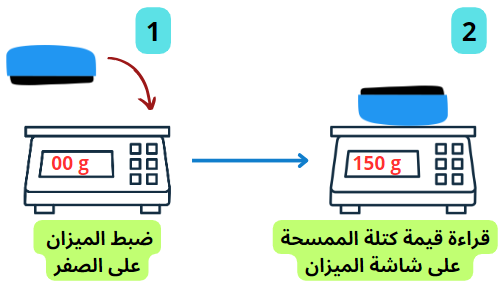 1
2
00 g
150 g
ضبط الميزان
على الصفر
قراءة قيمة كتلة الممسحة
على شاشة الميزان